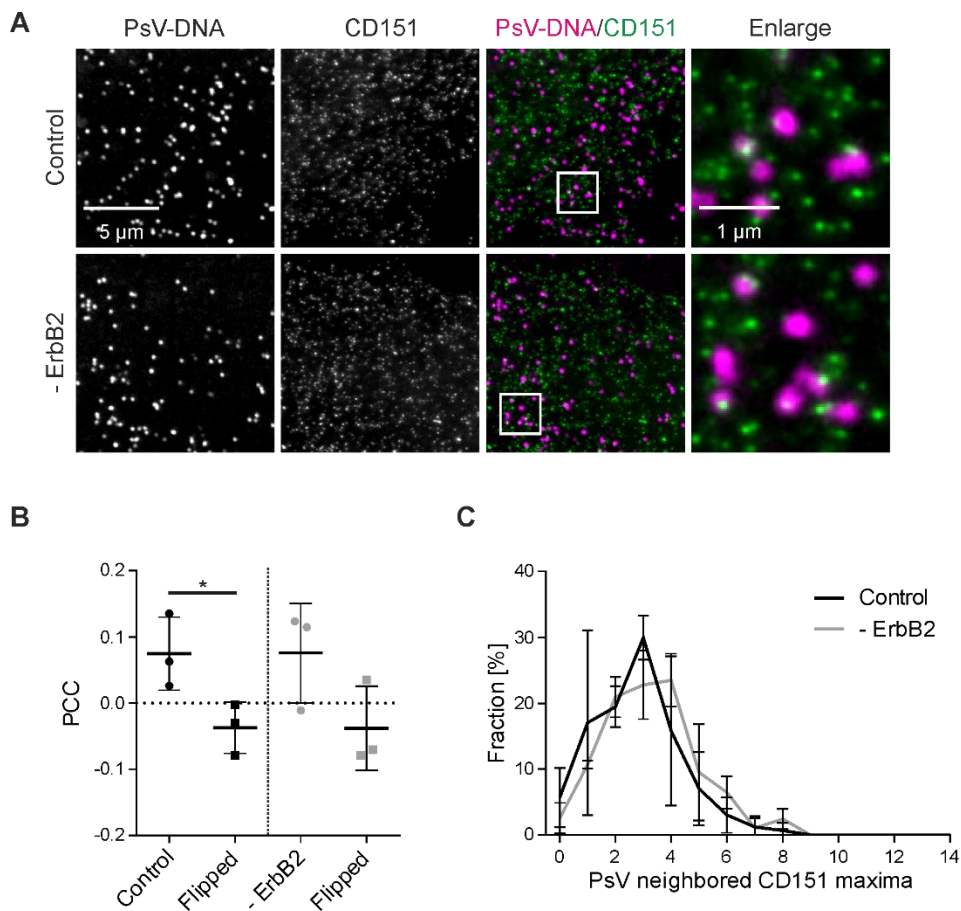 A
PsV-DNA
CD151
PsV-DNA/CD151
Enlarge
Control
5 µm
1 µm
- ErbB2
B
C
0.2
0.1
0.0
-0.1
-0.2
PCC
*
Control
Flipped
- ErbB2
Flipped
40
30
20
10
0
Fraction [%]
Control
- ErbB2
0 2 4 6 8 10 12 14
PsV neighbored CD151 maxima